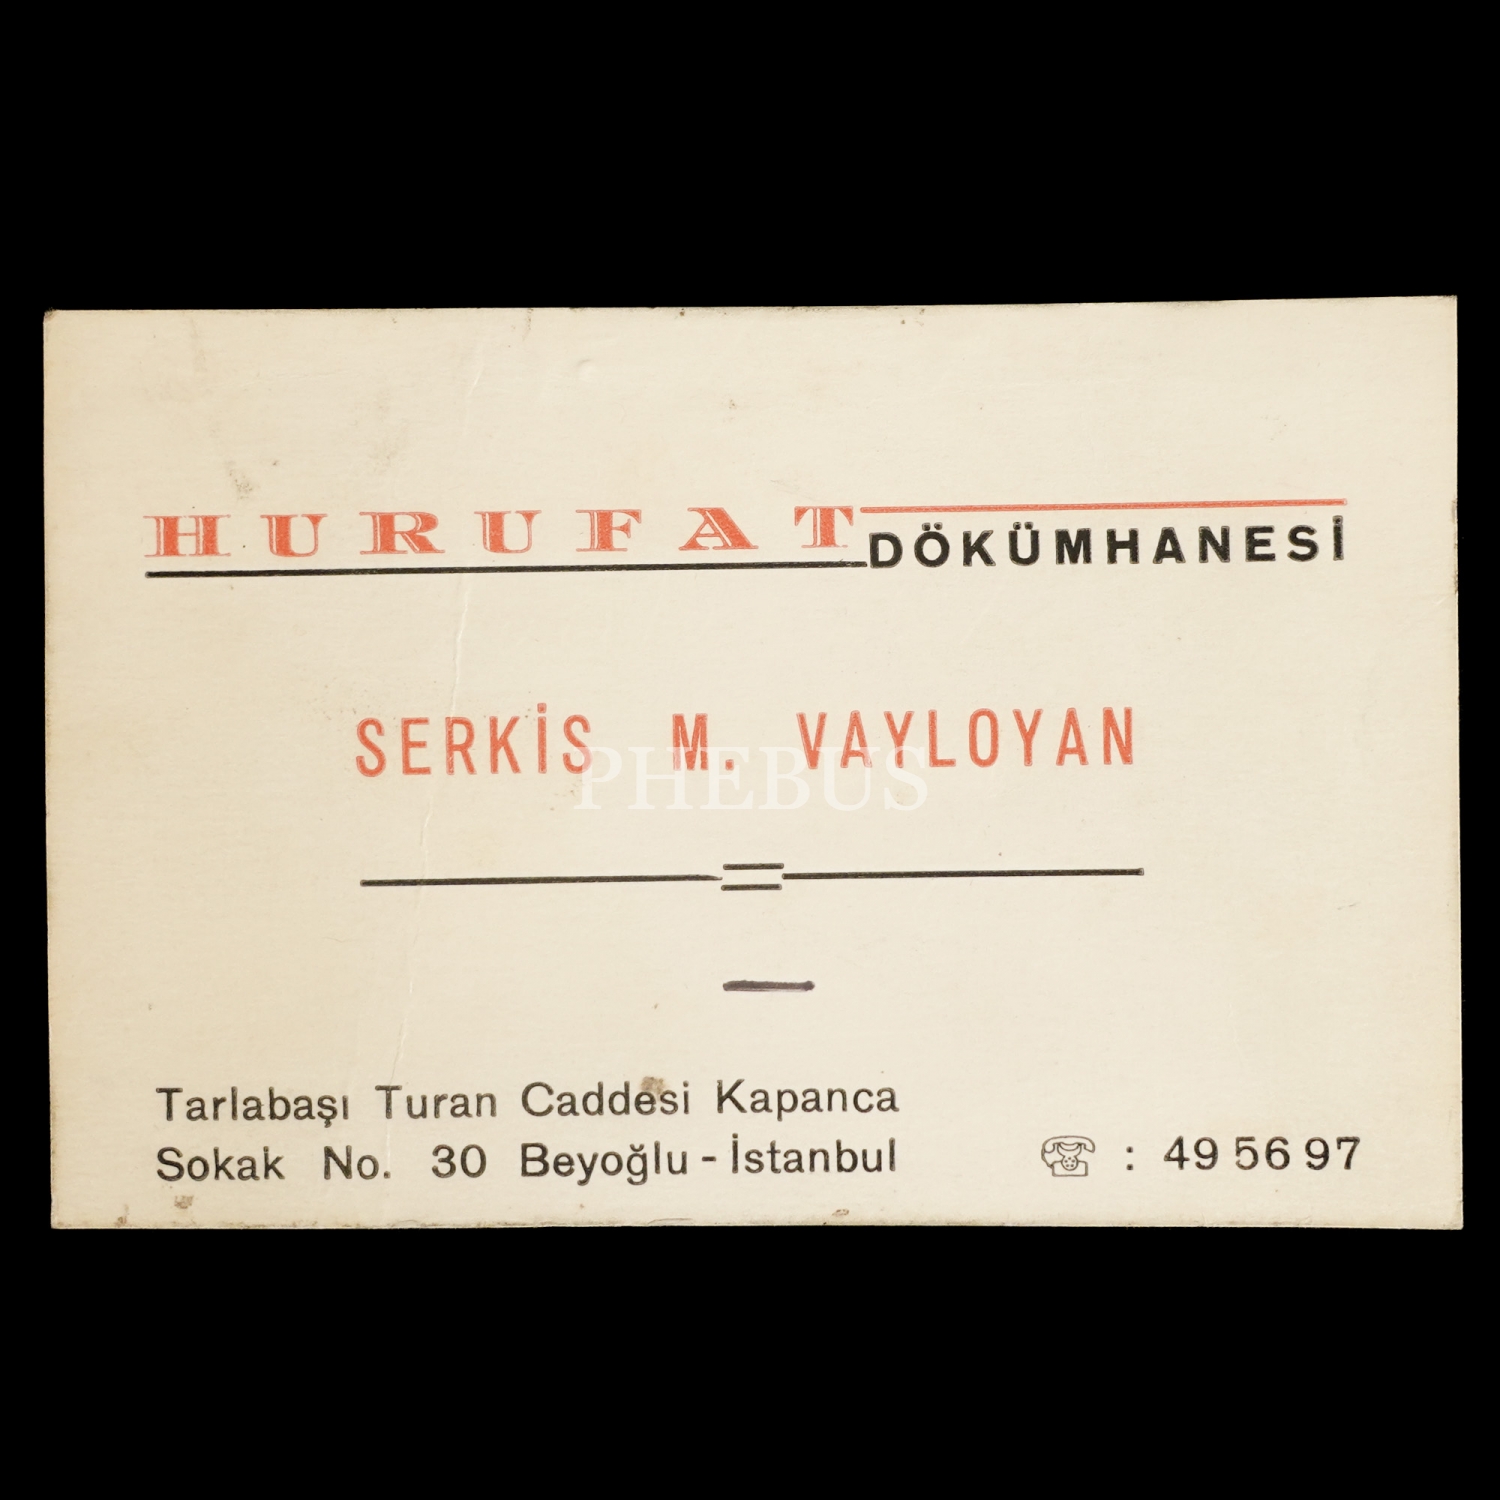 HURUFAT DÖKÜMHANESİ
SERKİS M. VAYLOYAN
PHEBUS
Tarlabaşı Turan Caddesi Kapanca
Sokak No. 30 Beyoğlu - İstanbul
: 49 56 97